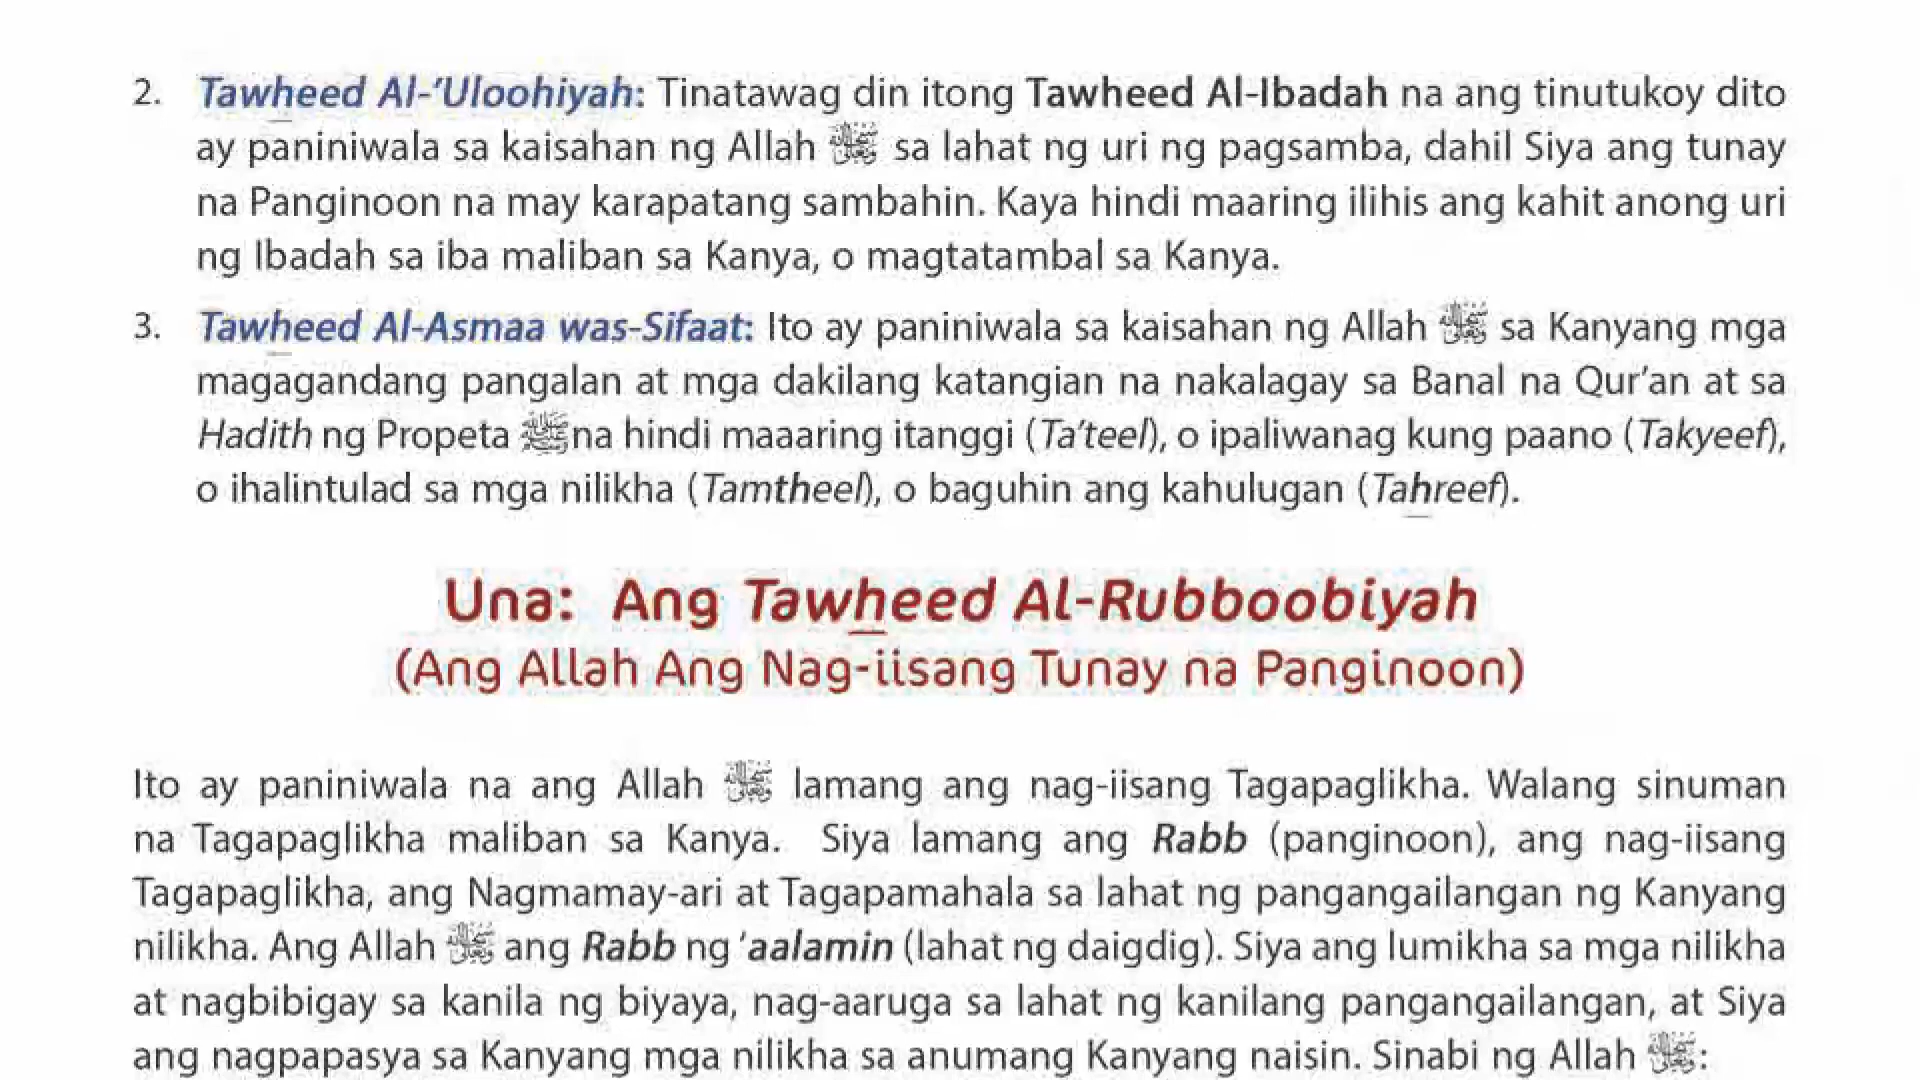 2. Tawheed Al-'Uloohiyah: Tinatawag din itong Tawheed Al-Ibadah na ang tinutukoy dito
ay paniniwala sa kaisahan ng Allah ﷻ sa lahat ng uri ng pagsamba, dahil Siya ang tunay
na Panginoon na may karapatang sambahin. Kaya hindi maaring ilihis ang kahit anong uri
ng Ibadah sa iba maliban sa Kanya, o magtatambal sa Kanya.
3. Tawheed Al-Asmaa was-Sifaat: Ito ay paniniwala sa kaisahan ng Allah sa Kanyang mga
magagandang pangalan at mga dakilang katangian na nakalagay sa Banal na Qur'an at sa
Hadith ng Propeta ﷺ na hindi maaaring itanggi (Ta'teel), o ipaliwanag kung paano (Takyeef),
o ihalintulad sa mga nilikha (Tamtheel), o baguhin ang kahulugan (Tahreef).
Una: Ang Tawheed Al-Rubboobiyah
(Ang Allah Ang Nag-iisang Tunay na Panginoon)
Ito ay paniniwala na ang Allah lamang ang nag-iisang Tagapaglikha. Walang sinuman
na Tagapaglikha maliban sa Kanya. Siya lamang ang Rabb (panginoon), ang nag-iisang
Tagapaglikha, ang Nagmamay-ari at Tagapamahala sa lahat ng pangangailangan ng Kanyang
nilikha. Ang Allah ang Rabb ng 'aalamin (lahat ng daigdig). Siya ang lumikha sa mga nilikha
at nagbibigay sa kanila ng biyaya, nag-aaruga sa lahat ng kanilang pangangailangan, at Siya
ang nagpapasya sa Kanyang mga nilikha sa anumang Kanyang naisin. Sinabi ng Allah :